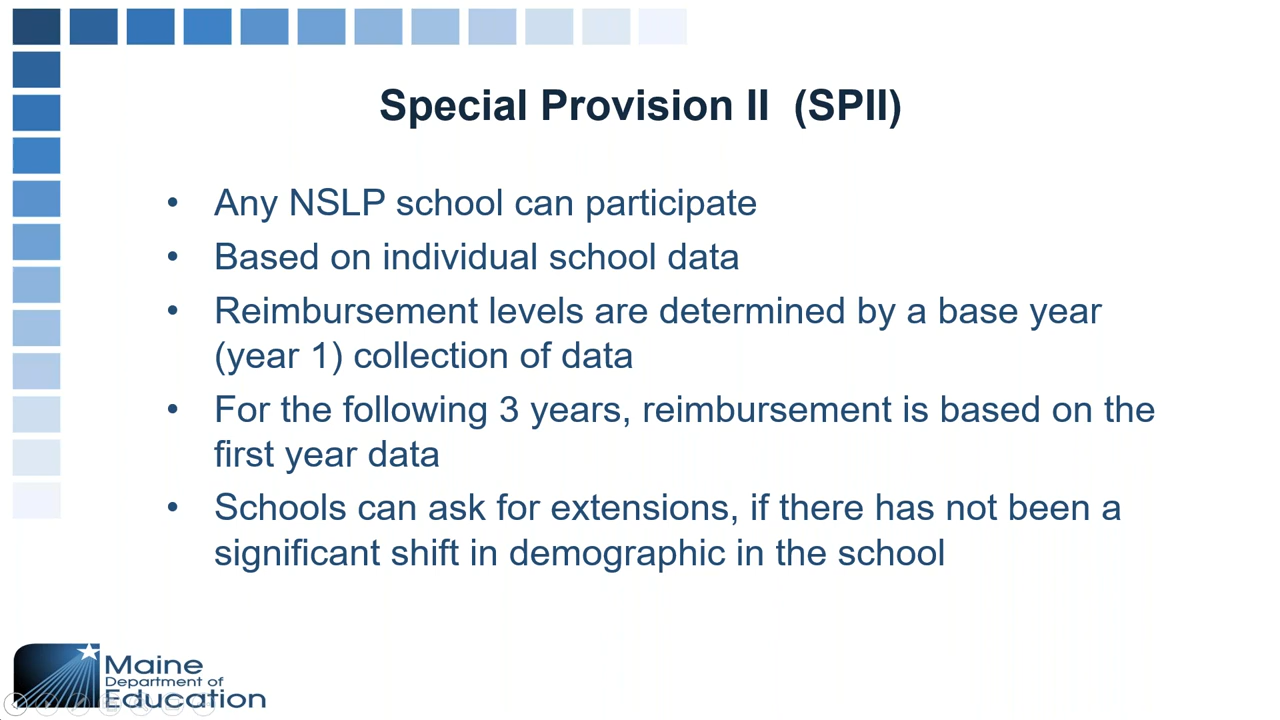 Special Provision II (SPII)
• Any NSLP school can participate
• Based on individual school data
• Reimbursement levels are determined by a base year
(year 1) collection of data
• For the following 3 years, reimbursement is based on the
first year data
• Schools can ask for extensions, if there has not been a
significant shift in demographic in the school
Maine
Department of
Education